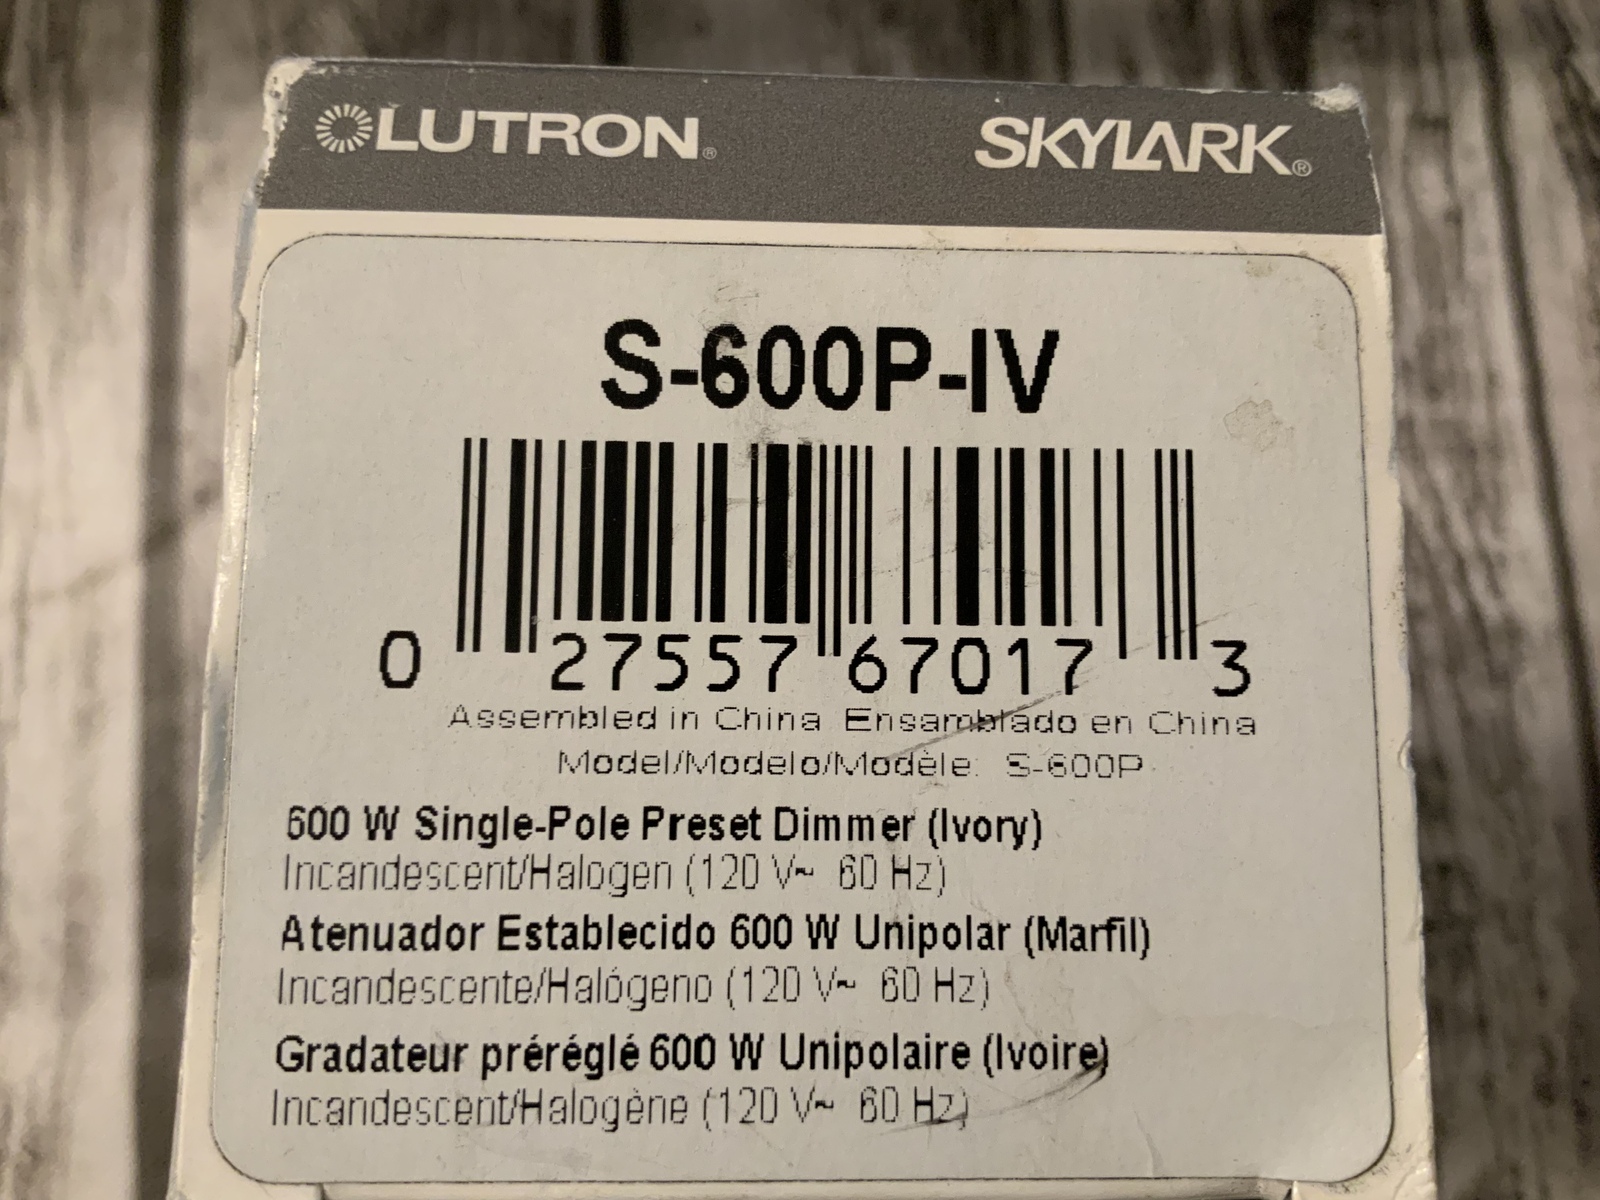 LUTRON® SKYLARK®
S-600P-IV
0 27557 67017 3
Assembled in China Ensamblado en China
Model/Modelo/Modèle: S-600P
600 W Single-Pole Preset Dimmer (Ivory)
Incandescent/Halogen (120 V~ 60 Hz)
Atenuador Establecido 600 W Unipolar (Marfil)
Incandescente/Halógeno (120 V~ 60 Hz)
Gradateur préréglé 600 W Unipolaire (Ivoire)
Incandescent/Halogène (120 V~ 60 Hz)